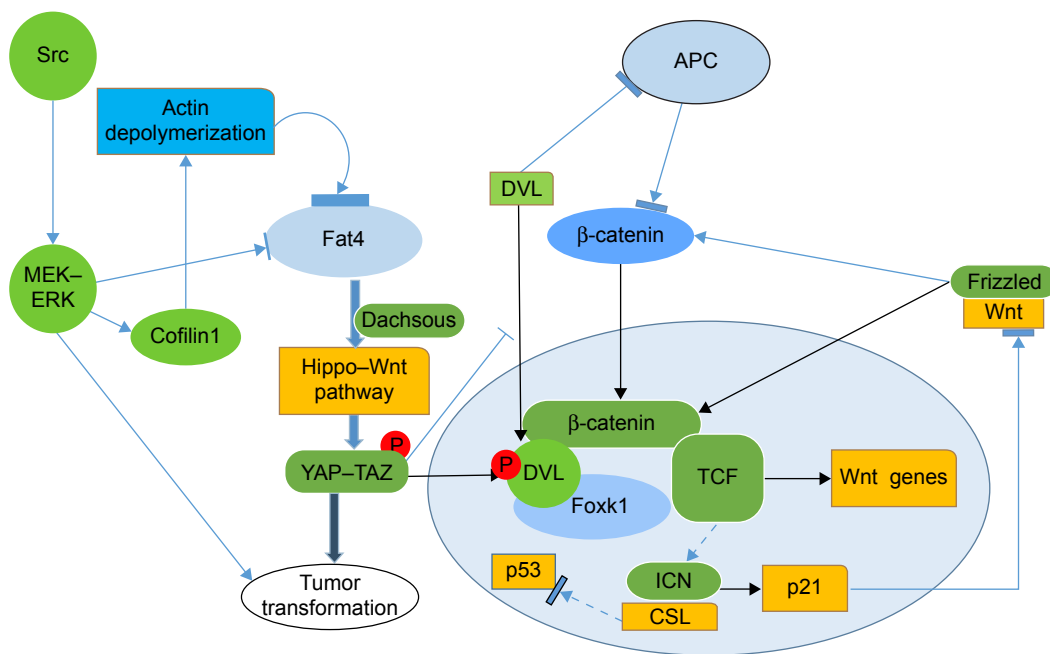 Src
APC
Actin
depolymerization
DVL
Fat4
β-catenin
MEK–
ERK
Frizzled
Wnt
Dachsous
Cofilin1
Hippo–Wnt
pathway
β-catenin
P
YAP–TAZ
P
DVL
TCF
Wnt genes
Foxk1
p53
ICN
p21
CSL
Tumor
transformation